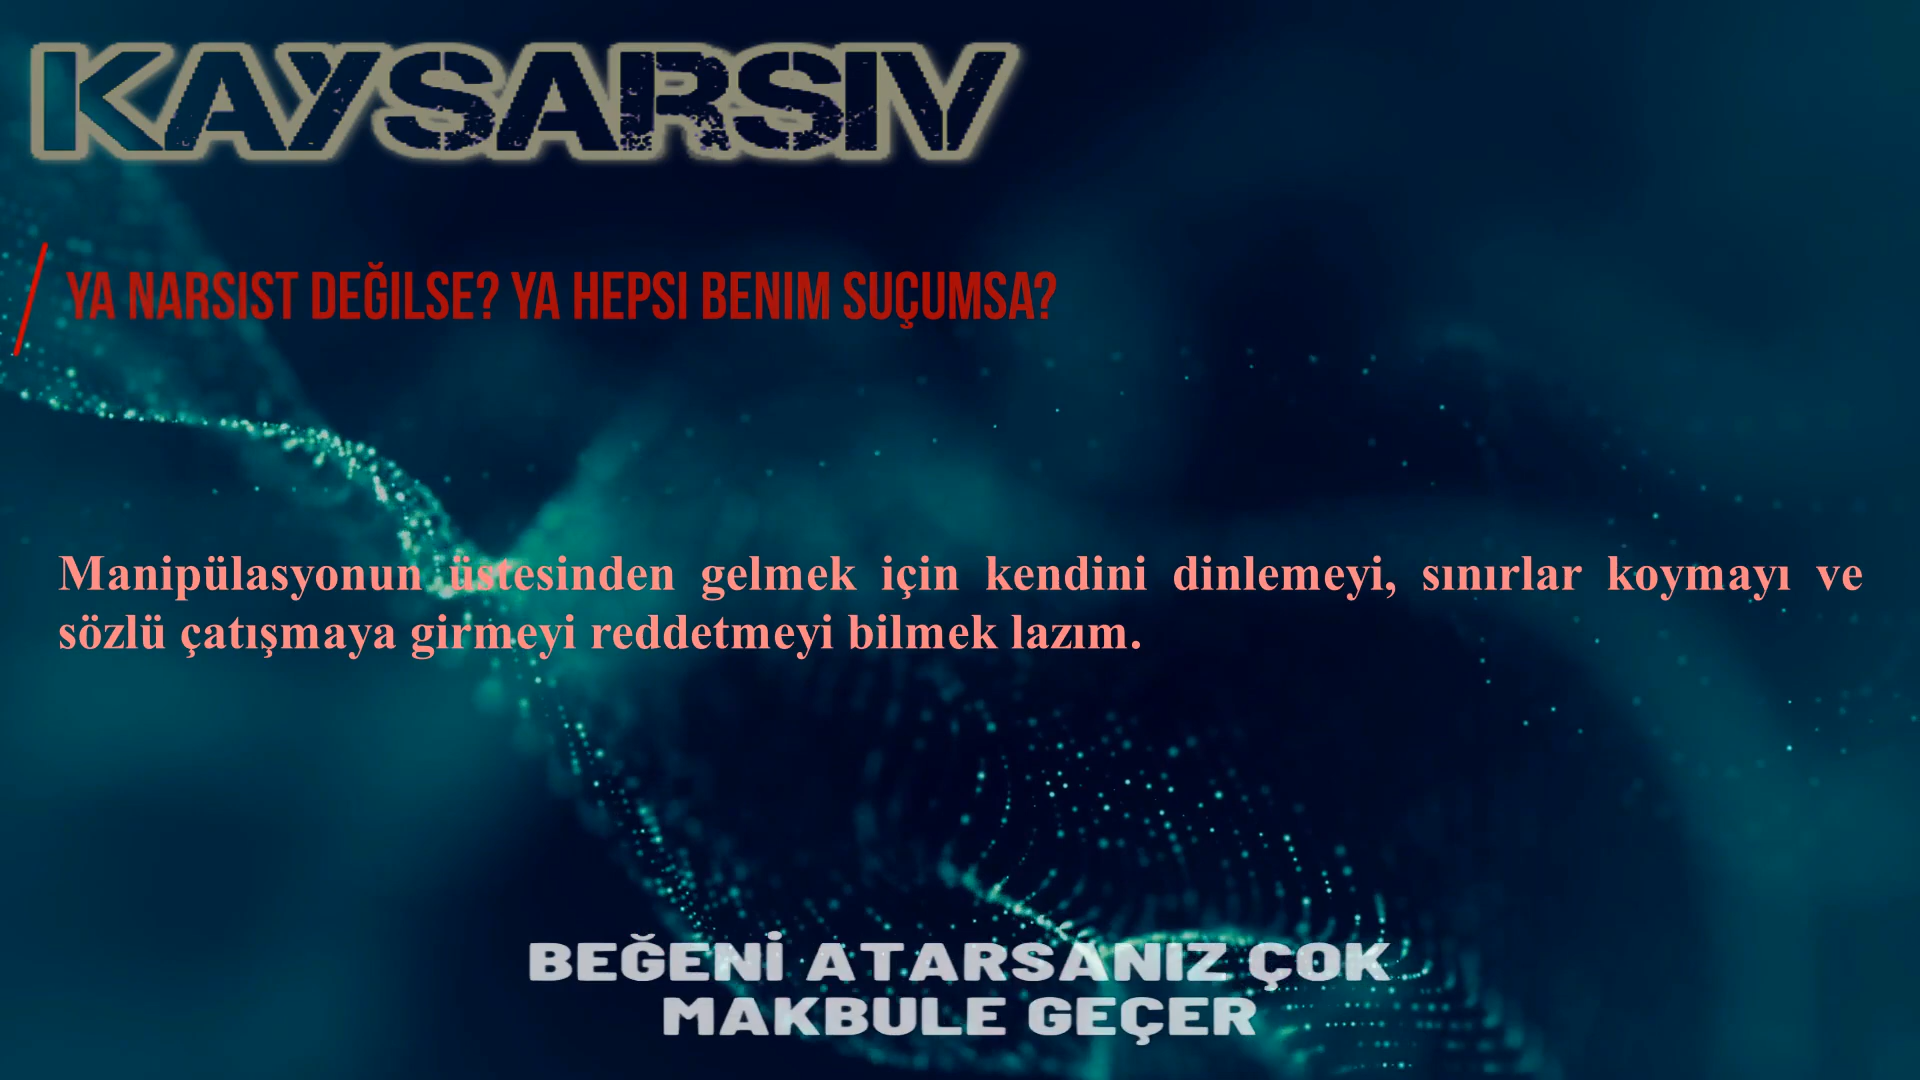 KAYSARSIV
YA NARSIST DEĞILSE? YA HEPSI BENIM SUÇUMSA?
Manipülasyonun üstesinden gelmek için kendini dinlemeyi, sınırlar koymayı ve
sözlü çatışmaya girmeyi reddetmeyi bilmek lazım.
BEĞENİ ATARSANIZ ÇOK
MAKBULE GEÇER